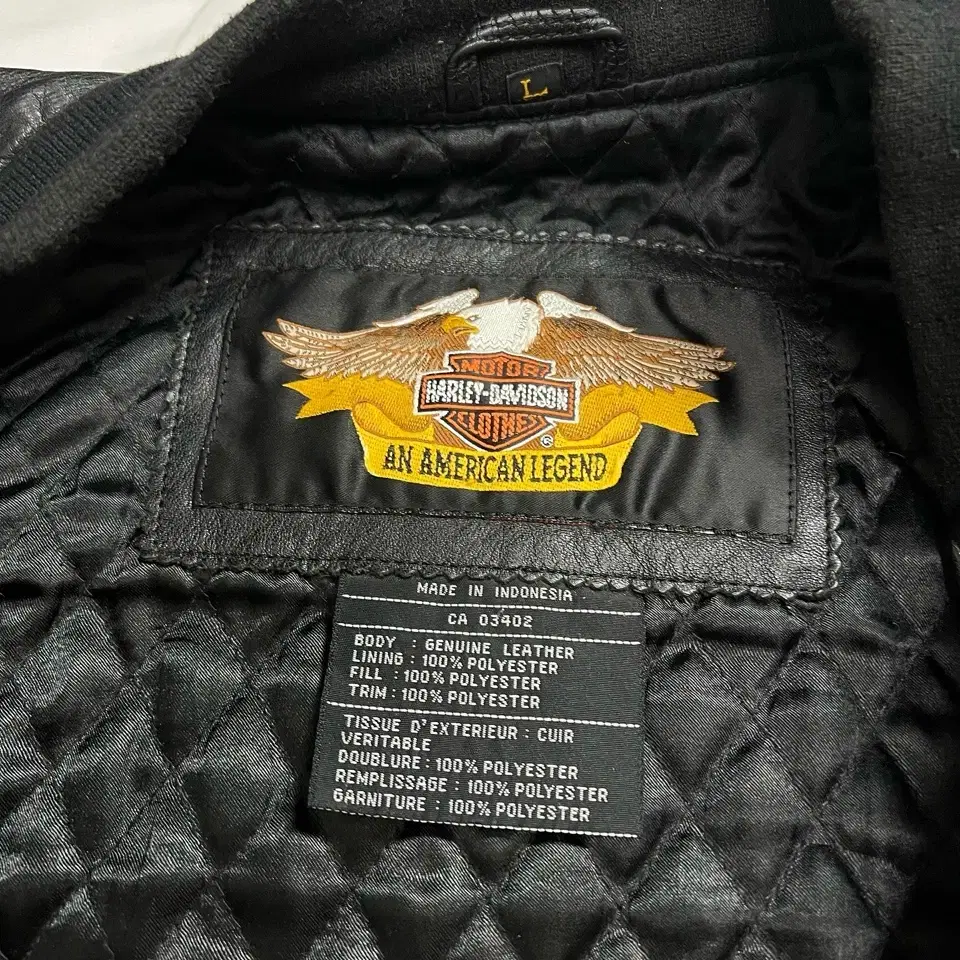 L
MOTOR
HARLEY-DAVIDSON
CLOTHES
®
AN AMERICAN LEGEND
MADE IN INDONESIA
CA 03402
BODY : GENUINE LEATHER
LINING : 100% POLYESTER
FILL : 100% POLYESTER
TRIM : 100% POLYESTER
TISSUE D'EXTERIEUR : CUIR
VERITABLE
DOUBLURE : 100% POLYESTER
REMPLISSAGE : 100% POLYESTER
GARNITURE : 100% POLYESTER